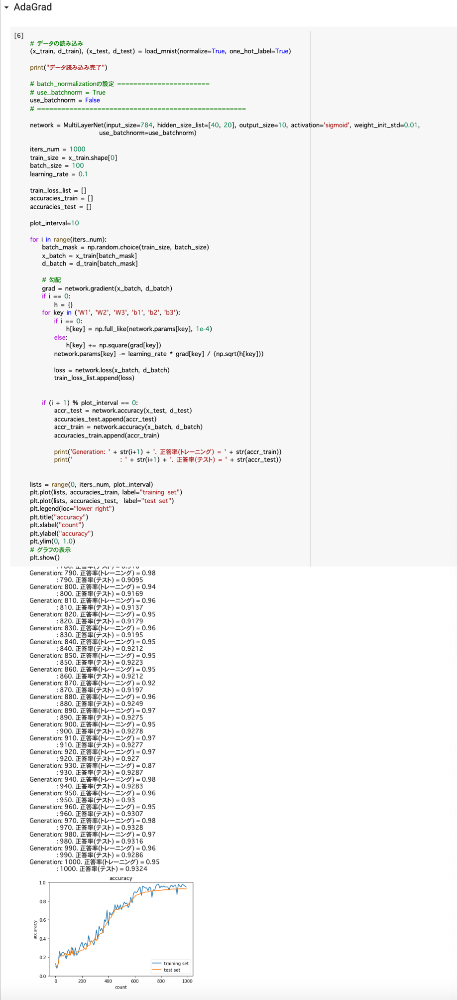 AdaGrad
[6]
# データの読み込み
(x_train, d_train), (x_test, d_test) = load_mnist(normalize=True, one_hot_label=True)
print("データ読み込み完了")
# batch_normalizationの設定 =======================
# use_batchnorm = True
use_batchnorm = False
# ====================================================
network = MultiLayerNet(input_size=784, hidden_size_list=[40, 20], output_size=10, activation='sigmoid', weight_init_std=0.01,
use_batchnorm=use_batchnorm)
iters_num = 1000
train_size = x_train.shape[0]
batch_size = 100
learning_rate = 0.1
train_loss_list = []
accuracies_train = []
accuracies_test = []
plot_interval=10
for i in range(iters_num):
batch_mask = np.random.choice(train_size, batch_size)
x_batch = x_train[batch_mask]
d_batch = d_train[batch_mask]
# 勾配
grad = network.gradient(x_batch, d_batch)
if i == 0:
h = {}
for key in ('W1', 'W2', 'W3', 'b1', 'b2', 'b3'):
if i == 0:
h[key] = np.full_like(network.params[key], 1e-4)
else:
h[key] += np.square(grad[key])
network.params[key] -= learning_rate * grad[key] / (np.sqrt(h[key]))
loss = network.loss(x_batch, d_batch)
train_loss_list.append(loss)
if (i + 1) % plot_interval == 0:
accr_test = network.accuracy(x_test, d_test)
accuracies_test.append(accr_test)
accr_train = network.accuracy(x_batch, d_batch)
accuracies_train.append(accr_train)
print('Generation: ' + str(i+1) + '. 正答率(トレーニング) = ' + str(accr_train))
print('                : ' + str(i+1) + '. 正答率(テスト) = ' + str(accr_test))
lists = range(0, iters_num, plot_interval)
plt.plot(lists, accuracies_train, label="training set")
plt.plot(lists, accuracies_test,  label="test set")
plt.legend(loc="lower right")
plt.title("accuracy")
plt.xlabel("count")
plt.ylabel("accuracy")
plt.ylim(0, 1.0)
# グラフの表示
plt.show()
: 780. 正答率(テスト) = 0.916
Generation: 790. 正答率(トレーニング) = 0.98
: 790. 正答率(テスト) = 0.9095
Generation: 800. 正答率(トレーニング) = 0.94
: 800. 正答率(テスト) = 0.9169
Generation: 810. 正答率(トレーニング) = 0.96
: 810. 正答率(テスト) = 0.9137
Generation: 820. 正答率(トレーニング) = 0.95
: 820. 正答率(テスト) = 0.9179
Generation: 830. 正答率(トレーニング) = 0.96
: 830. 正答率(テスト) = 0.9195
Generation: 840. 正答率(トレーニング) = 0.95
: 840. 正答率(テスト) = 0.9212
Generation: 850. 正答率(トレーニング) = 0.95
: 850. 正答率(テスト) = 0.9223
Generation: 860. 正答率(トレーニング) = 0.95
: 860. 正答率(テスト) = 0.9212
Generation: 870. 正答率(トレーニング) = 0.92
: 870. 正答率(テスト) = 0.9197
Generation: 880. 正答率(トレーニング) = 0.96
: 880. 正答率(テスト) = 0.9249
Generation: 890. 正答率(トレーニング) = 0.97
: 890. 正答率(テスト) = 0.9275
Generation: 900. 正答率(トレーニング) = 0.95
: 900. 正答率(テスト) = 0.9278
Generation: 910. 正答率(トレーニング) = 0.97
: 910. 正答率(テスト) = 0.9277
Generation: 920. 正答率(トレーニング) = 0.97
: 920. 正答率(テスト) = 0.927
Generation: 930. 正答率(トレーニング) = 0.87
: 930. 正答率(テスト) = 0.9287
Generation: 940. 正答率(トレーニング) = 0.98
: 940. 正答率(テスト) = 0.9283
Generation: 950. 正答率(トレーニング) = 0.96
: 950. 正答率(テスト) = 0.93
Generation: 960. 正答率(トレーニング) = 0.95
: 960. 正答率(テスト) = 0.9307
Generation: 970. 正答率(トレーニング) = 0.98
: 970. 正答率(テスト) = 0.9328
Generation: 980. 正答率(トレーニング) = 0.97
: 980. 正答率(テスト) = 0.9316
Generation: 990. 正答率(トレーニング) = 0.96
: 990. 正答率(テスト) = 0.9286
Generation: 1000. 正答率(トレーニング) = 0.95
: 1000. 正答率(テスト) = 0.9324
accuracy
1.0
0.8
0.6
0.4
0.2
0.0
accuracy
training set
test set
0 200 400 600 800 1000
count